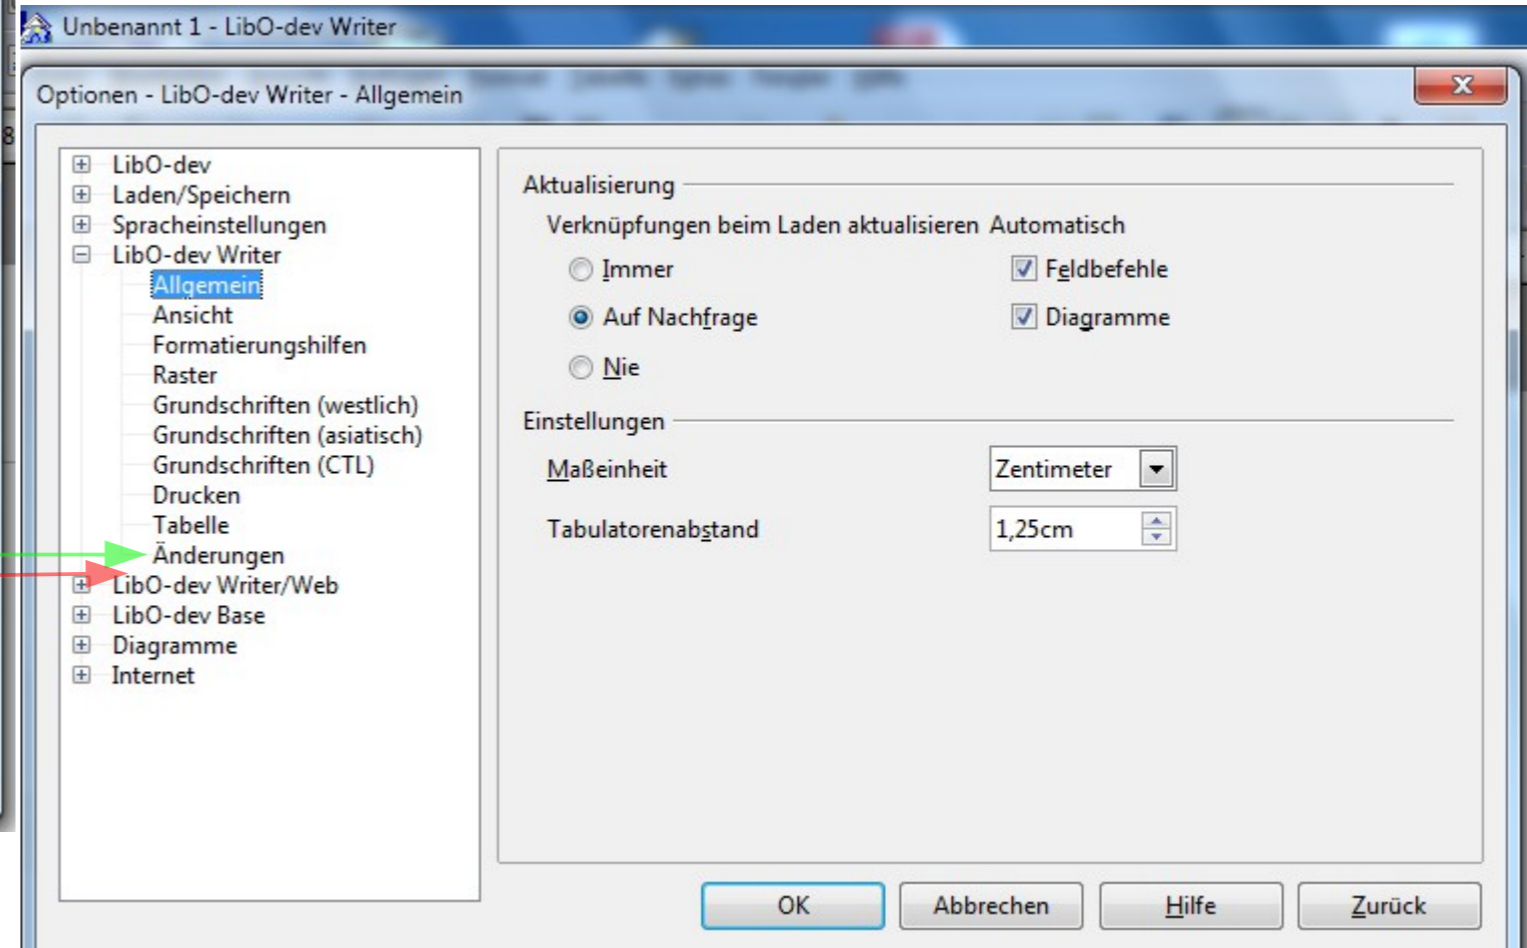 Unbenannt 1 - LibO-dev Writer
Optionen - LibO-dev Writer - Allgemein
8
LibO-dev
Laden/Speichern
Spracheinstellungen
LibO-dev Writer
Allgemein
Ansicht
Formatierungshilfen
Raster
Grundschriften (westlich)
Grundschriften (asiatisch)
Grundschriften (CTL)
Drucken
Tabelle
Änderungen
LibO-dev Writer/Web
LibO-dev Base
Diagramme
Internet
Aktualisierung
Verknüpfungen beim Laden aktualisieren Automatisch
Immer Feldbefehle
Auf Nachfrage Diagramme
Nie
Einstellungen
Maßeinheit Zentimeter
Tabulatorenabstand 1,25cm
OK Abbrechen Hilfe Zurück